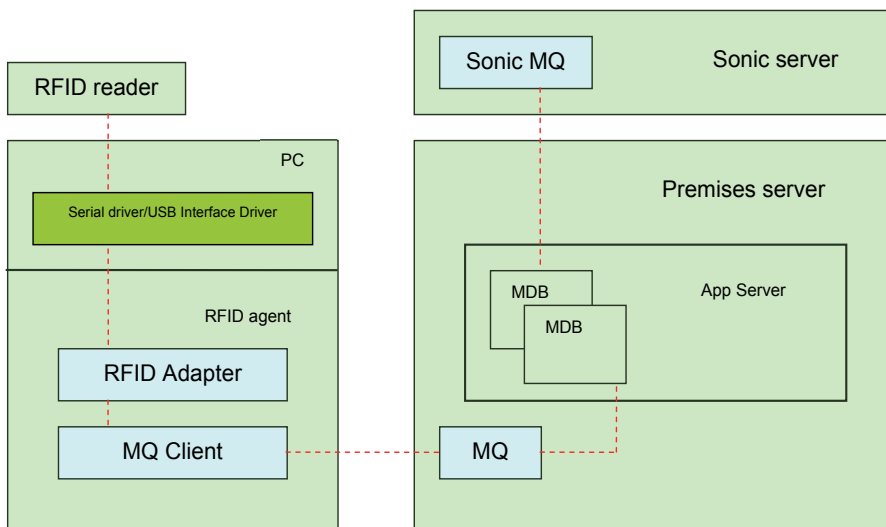 Sonic MQ
Sonic server
RFID reader
PC
Serial driver/USB Interface Driver
Premises server
App Server
MDB
MDB
RFID agent
RFID Adapter
MQ Client
MQ